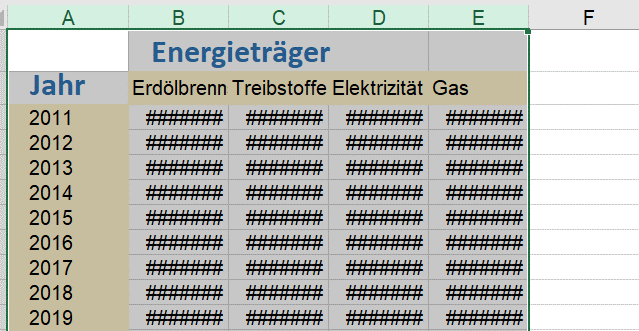 A B C D E F
Energieträger
Jahr Erdölbrenn Treibstoffe Elektrizität Gas
2011 ####### ####### ####### #######
2012 ####### ####### ####### #######
2013 ####### ####### ####### #######
2014 ####### ####### ####### #######
2015 ####### ####### ####### #######
2016 ####### ####### ####### #######
2017 ####### ####### ####### #######
2018 ####### ####### ####### #######
2019 ####### ####### ####### #######